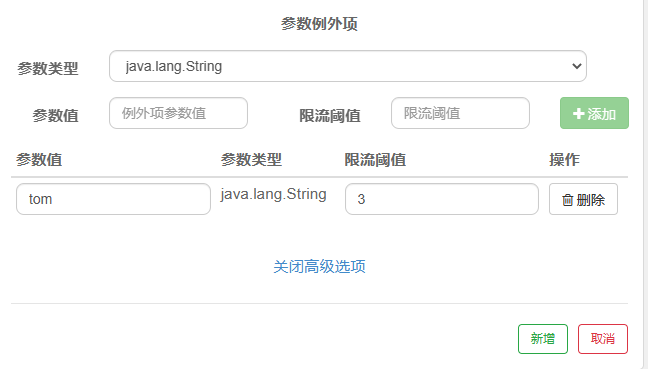 参数例外项
参数类型 java.lang.String
参数值 例外项参数值 限流阈值 限流阈值 添加
参数值 参数类型 限流阈值 操作
tom java.lang.String 3 删除
关闭高级选项
新增 取消